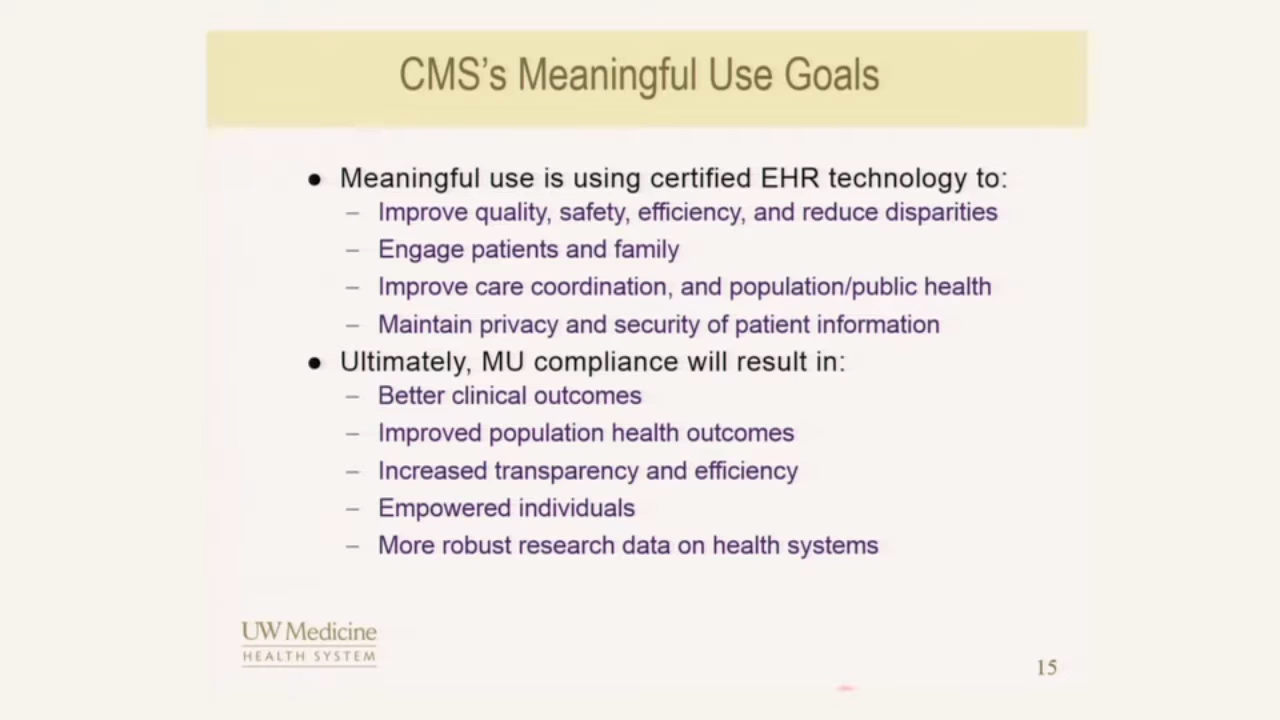 CMS's Meaningful Use Goals
● Meaningful use is using certified EHR technology to:
– Improve quality, safety, efficiency, and reduce disparities
– Engage patients and family
– Improve care coordination, and population/public health
– Maintain privacy and security of patient information
● Ultimately, MU compliance will result in:
– Better clinical outcomes
– Improved population health outcomes
– Increased transparency and efficiency
– Empowered individuals
– More robust research data on health systems
UW Medicine
HEALTH SYSTEM
15